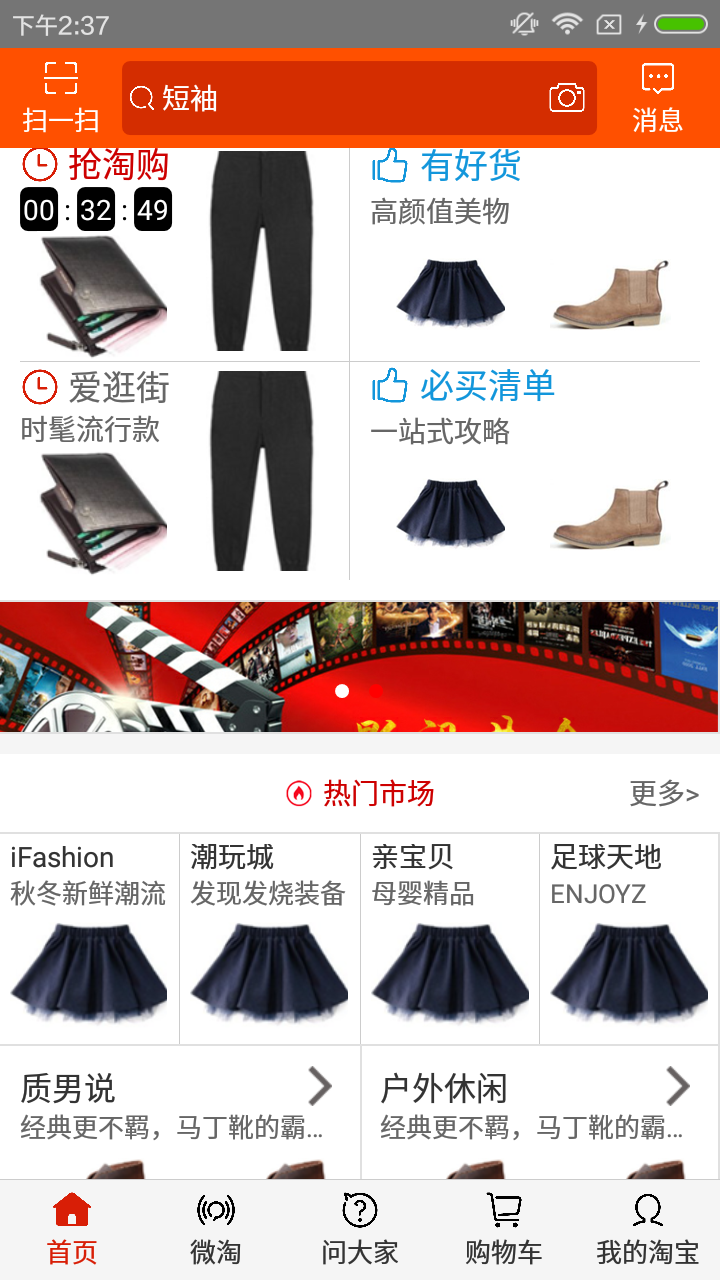 下午2:37
扫一扫
短袖
消息
抢淘购
00 : 32 : 49
有好货
高颜值美物
爱逛街
时髦流行款
必买清单
一站式攻略
热门市场
更多>
iFashion
秋冬新鲜潮流
潮玩城
发现发烧装备
亲宝贝
母婴精品
足球天地
ENJOYZ
质男说
经典更不羁，马丁靴的霸...
户外休闲
经典更不羁，马丁靴的霸...
首页
微淘
问大家
购物车
我的淘宝